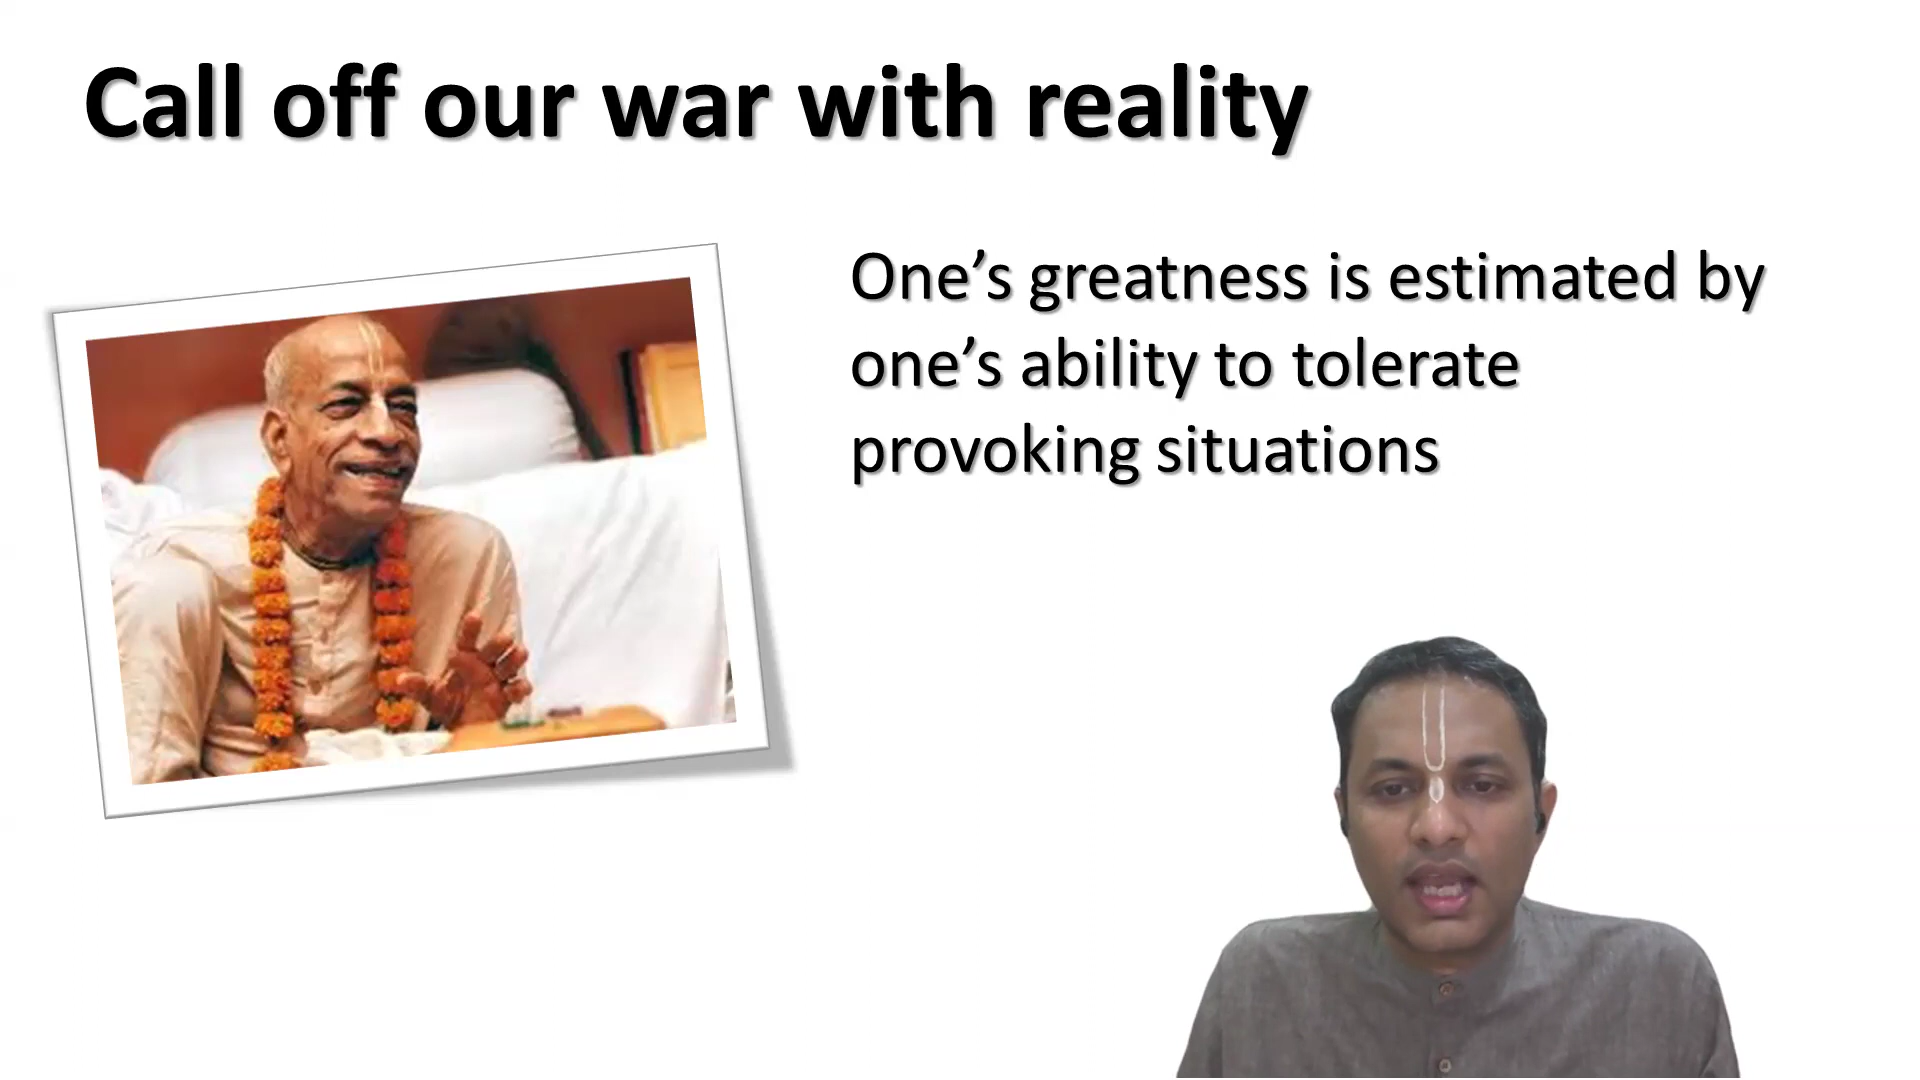 Call off our war with reality
One’s greatness is estimated by
one’s ability to tolerate
provoking situations